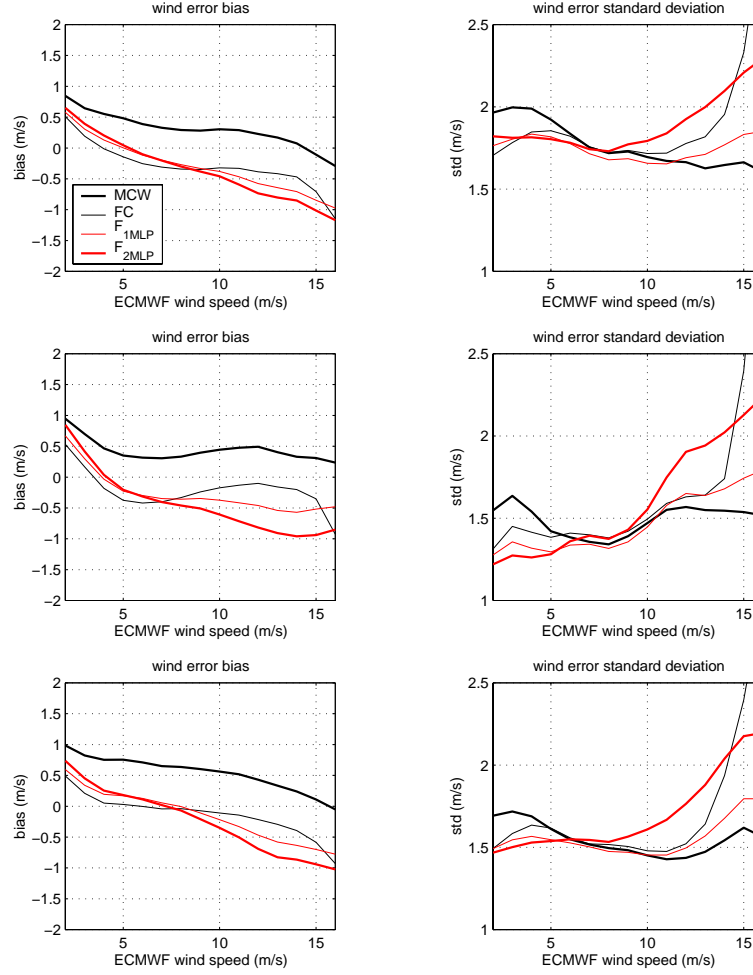 wind error bias
2
1.5
1
0.5
0
−0.5
−1
−1.5
−2
bias (m/s)
MCW
FC
F1MLP
F2MLP
5 10 15
ECMWF wind speed (m/s)
wind error standard deviation
2.5
2
1.5
1
std (m/s)
5 10 15
ECMWF wind speed (m/s)
wind error bias
2
1.5
1
0.5
0
−0.5
−1
−1.5
−2
bias (m/s)
5 10 15
ECMWF wind speed (m/s)
wind error standard deviation
2.5
2
1.5
1
std (m/s)
5 10 15
ECMWF wind speed (m/s)
wind error bias
2
1.5
1
0.5
0
−0.5
−1
−1.5
−2
bias (m/s)
5 10 15
ECMWF wind speed (m/s)
wind error standard deviation
2.5
2
1.5
1
std (m/s)
5 10 15
ECMWF wind speed (m/s)